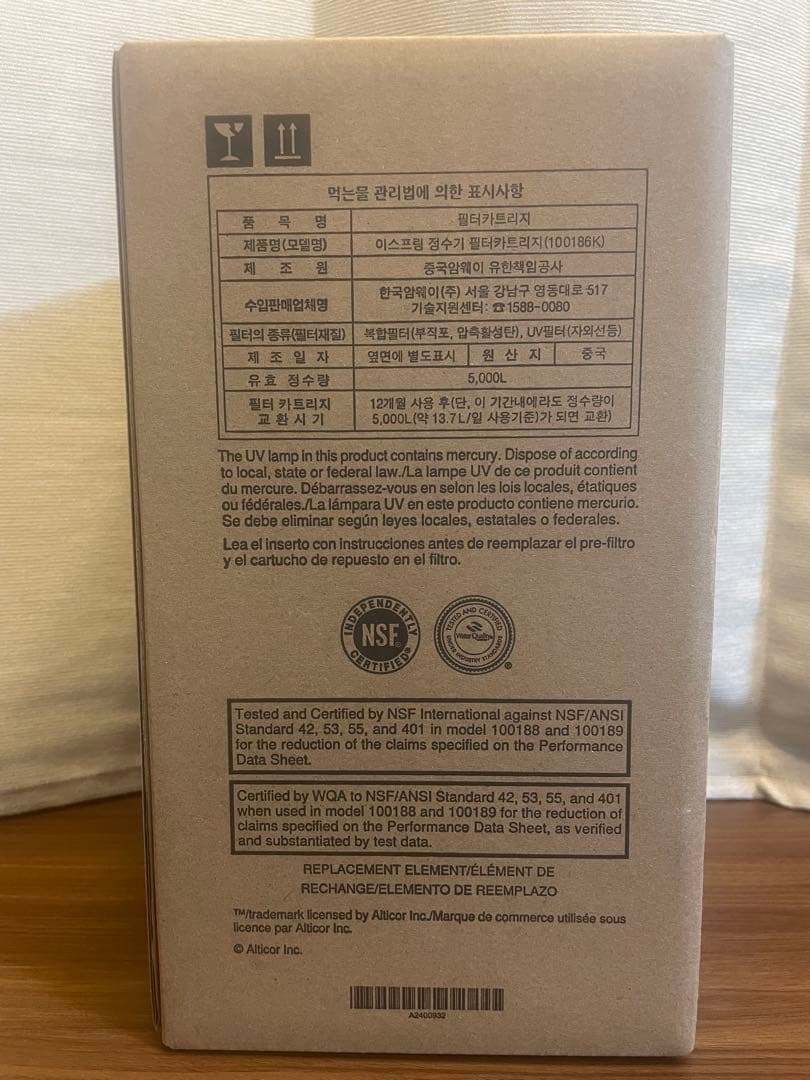 먹는물 관리법에 의한 표시사항
품 목 명 필터카트리지
제품명(모델명) 이스프링 정수기 필터카트리지(100186K)
제 조 원 중국암웨이 유한책임공사
수입판매업체명 한국암웨이(주) 서울 강남구 영동대로 517
기술지원센터: ☎1588-0080
필터의 종류(필터재질) 복합필터(부직포, 압축활성탄), UV필터(자외선등)
제 조 일 자 옆면에 별도표시 원 산 지 중국
유효 정수량 5,000L
필터 카트리지 12개월 사용 후(단, 이 기간내에라도 정수량이
교 환 시 기 5,000L(약 13.7L/일 사용기준)가 되면 교환)
The UV lamp in this product contains mercury. Dispose of according
to local, state or federal law./La lampe UV de ce produit contient
du mercure. Débarrassez-vous en selon les lois locales, étatiques
ou fédérales./La lámpara UV en este producto contiene mercurio.
Se debe eliminar según leyes locales, estatales o federales.
Lea el inserto con instrucciones antes de reemplazar el pre-filtro
y el cartucho de repuesto en el filtro.
INDEPENDENTLY
NSF®
CERTIFIED®
TESTED AND CERTIFIED
Water Quality
UNDER INDUSTRY STANDARDS
®
Tested and Certified by NSF International against NSF/ANSI
Standard 42, 53, 55, and 401 in model 100188 and 100189
for the reduction of the claims specified on the Performance
Data Sheet.
Certified by WQA to NSF/ANSI Standard 42, 53, 55, and 401
when used in model 100188 and 100189 for the reduction of
claims specified on the Performance Data Sheet, as verified
and substantiated by test data.
REPLACEMENT ELEMENT/ÉLÉMENT DE
RECHANGE/ELEMENTO DE REEMPLAZO
™/trademark licensed by Alticor Inc./Marque de commerce utilisée sous
licence par Alticor Inc.
© Alticor Inc.
A2400932